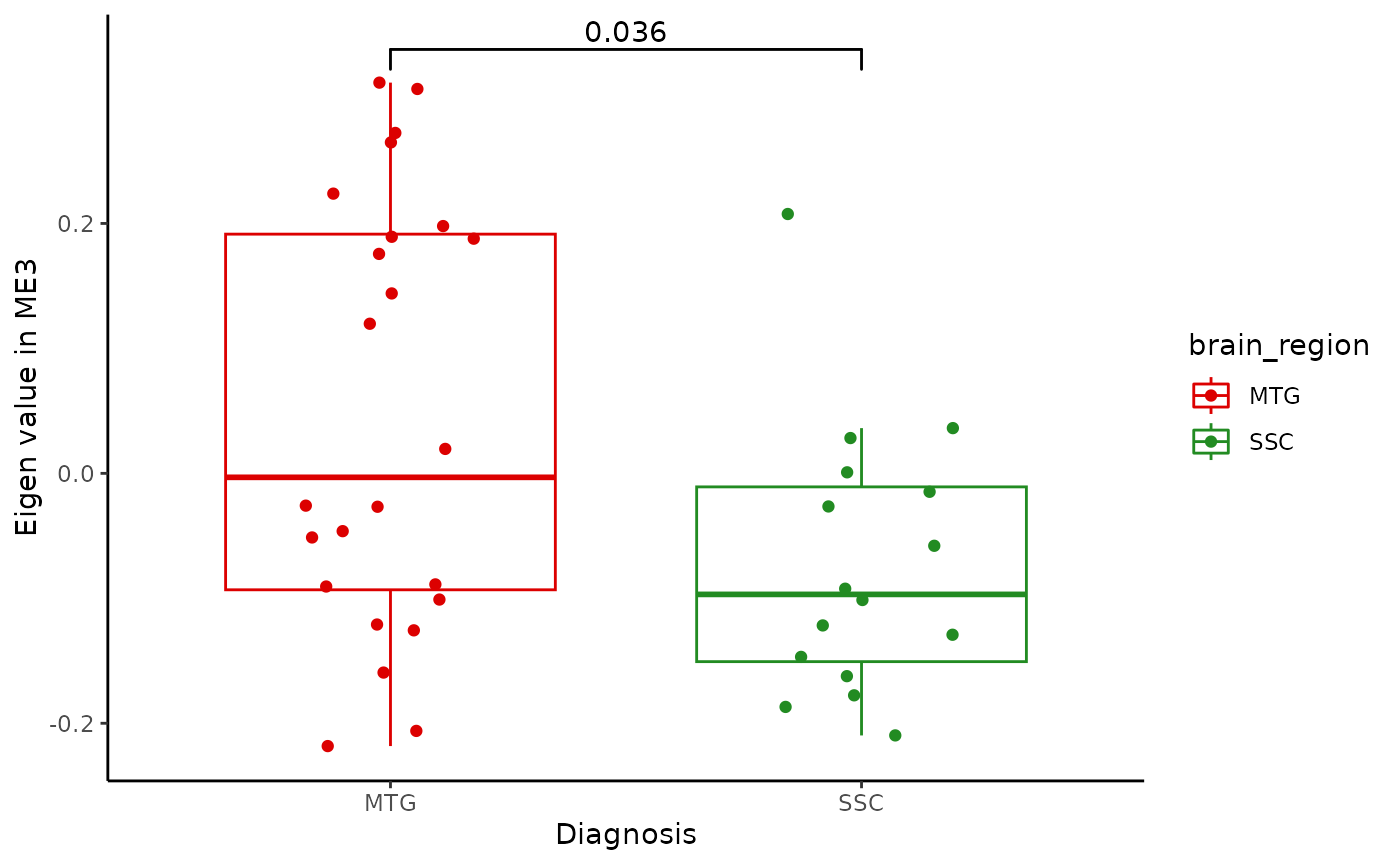 0.036
Eigen value in ME3
0.2
0.0
-0.2
MTG
SSC
Diagnosis
brain_region
MTG
SSC